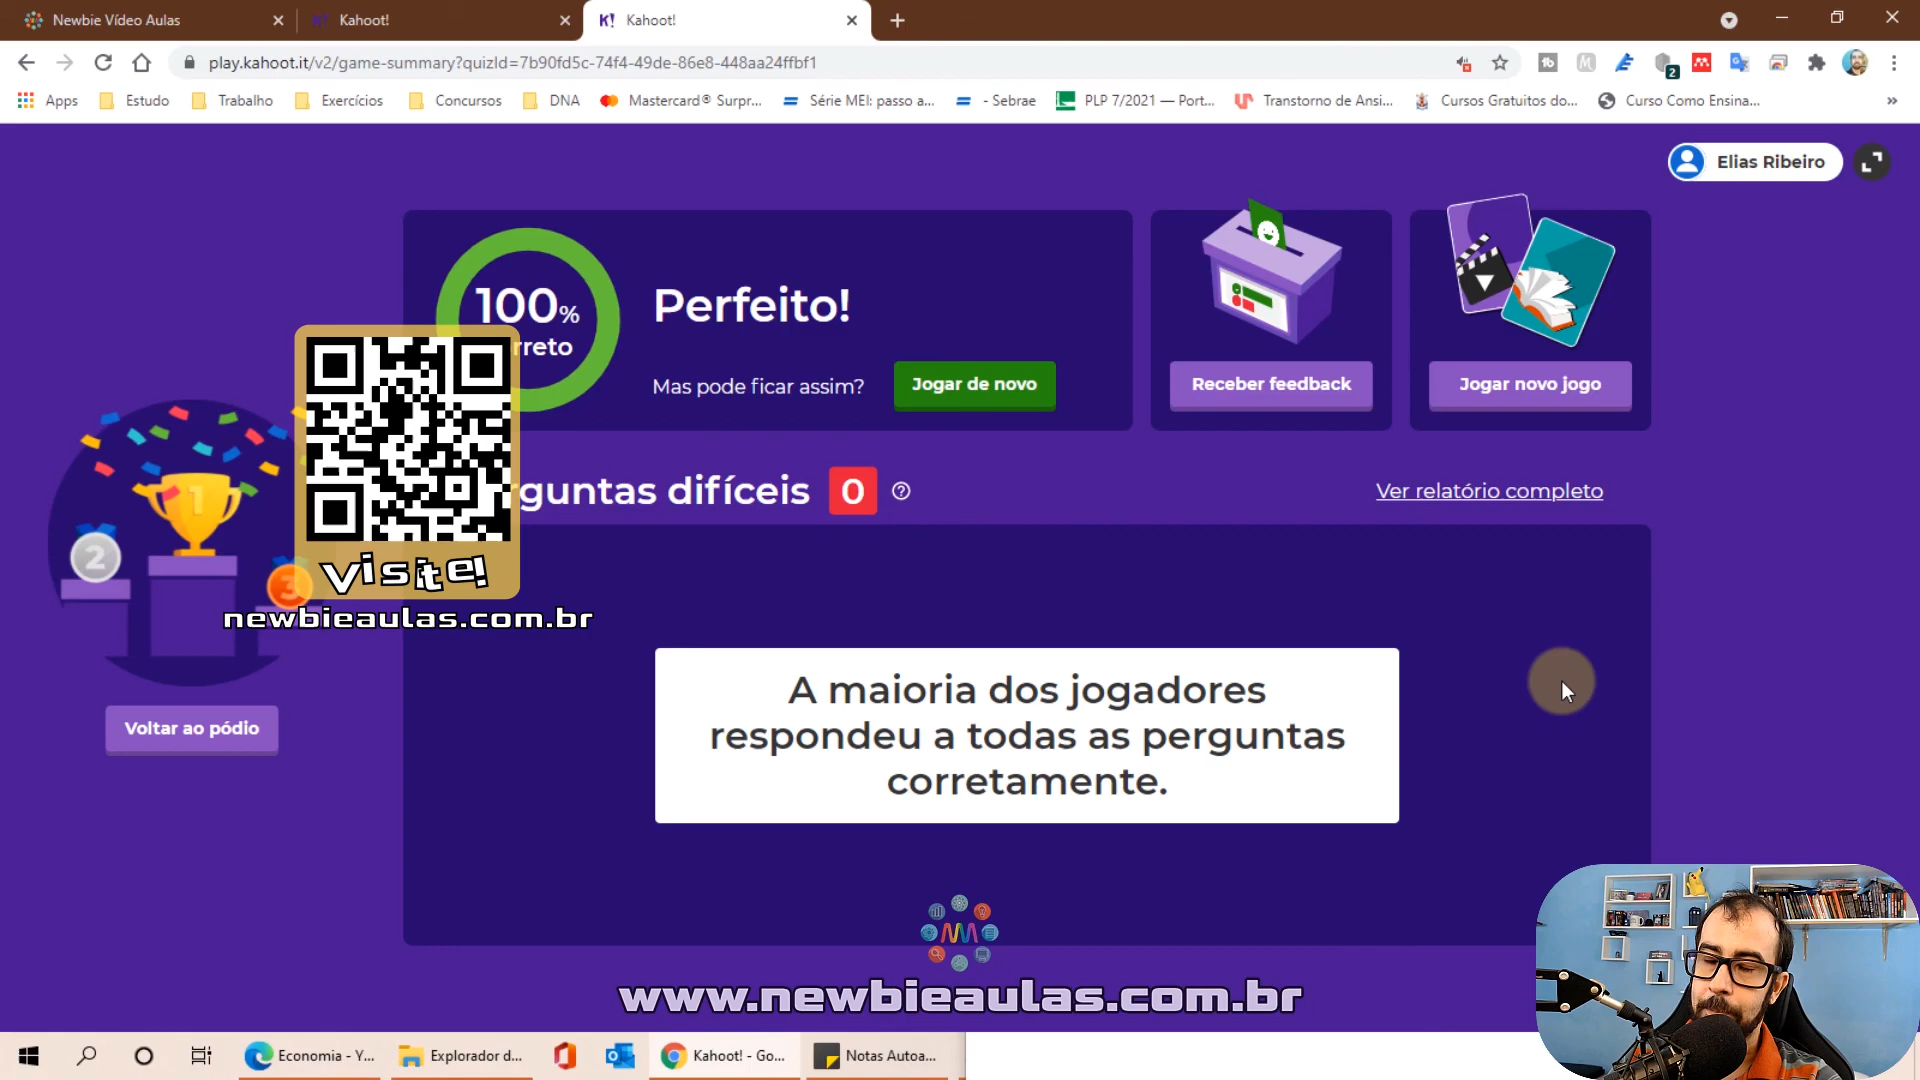 Newbie Vídeo Aulas
Kahoot!
Kahoot!
play.kahoot.it/v2/game-summary?quizId=7b90fd5c-74f4-49de-86e8-448aa24ffbf1
2
Apps
Estudo
Trabalho
Exercícios
Concursos
DNA
Mastercard® Surpr...
Série MEI: passo a...
- Sebrae
PLP 7/2021 — Port...
Transtorno de Ansi...
Cursos Gratuitos do...
Curso Como Ensina...
Elias Ribeiro
100%
rreto
Perfeito!
Mas pode ficar assim?
Jogar de novo
Receber feedback
Jogar novo jogo
guntas difíceis 0
Ver relatório completo
1
2
3
Visite!
newbieaulas.com.br
Voltar ao pódio
A maioria dos jogadores
respondeu a todas as perguntas
corretamente.
www.newbieaulas.com.br
Economia - Y...
Explorador d...
Kahoot! - Go...
Notas Autoa...